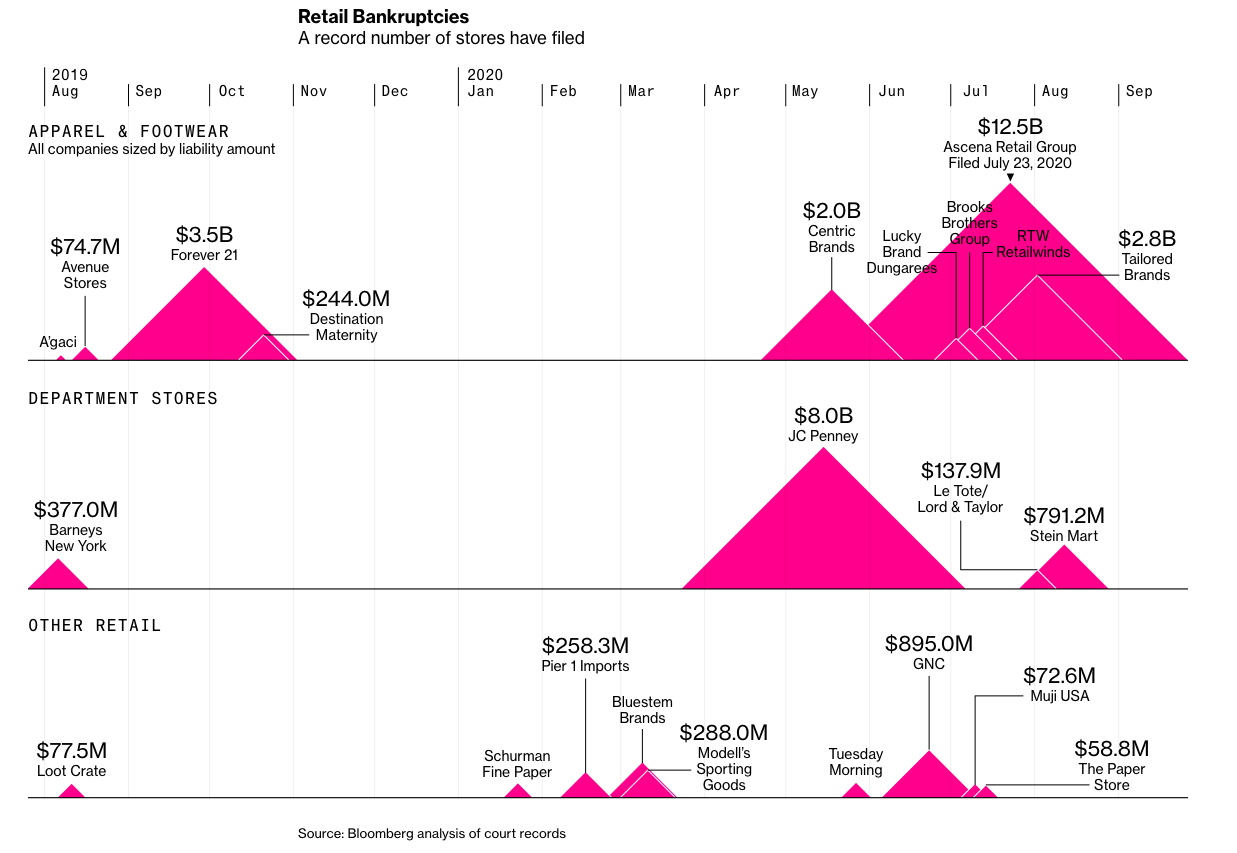 Retail Bankruptcies
A record number of stores have filed
2019
2020
Aug
Sep
Oct
Nov
Dec
Jan
Feb
Mar
Apr
May
Jun
Jul
Aug
Sep
APPAREL & FOOTWEAR
All companies sized by liability amount
A'gaci
$74.7M
Avenue
Stores
$3.5B
Forever 21
$244.0M
Destination
Maternity
$2.0B
Centric
Brands
Lucky
Brand
Dungarees
Brooks
Brothers
Group
$12.5B
Ascena Retail Group
Filed July 23, 2020
RTW
Retailwinds
$2.8B
Tailored
Brands
DEPARTMENT STORES
$377.0M
Barneys
New York
$8.0B
JC Penney
$137.9M
Le Tote/
Lord & Taylor
$791.2M
Stein Mart
OTHER RETAIL
$77.5M
Loot Crate
Schurman
Fine Paper
$258.3M
Pier 1 Imports
Bluestem
Brands
$288.0M
Modell's
Sporting
Goods
Tuesday
Morning
$895.0M
GNC
$72.6M
Muji USA
$58.8M
The Paper
Store
Source: Bloomberg analysis of court records